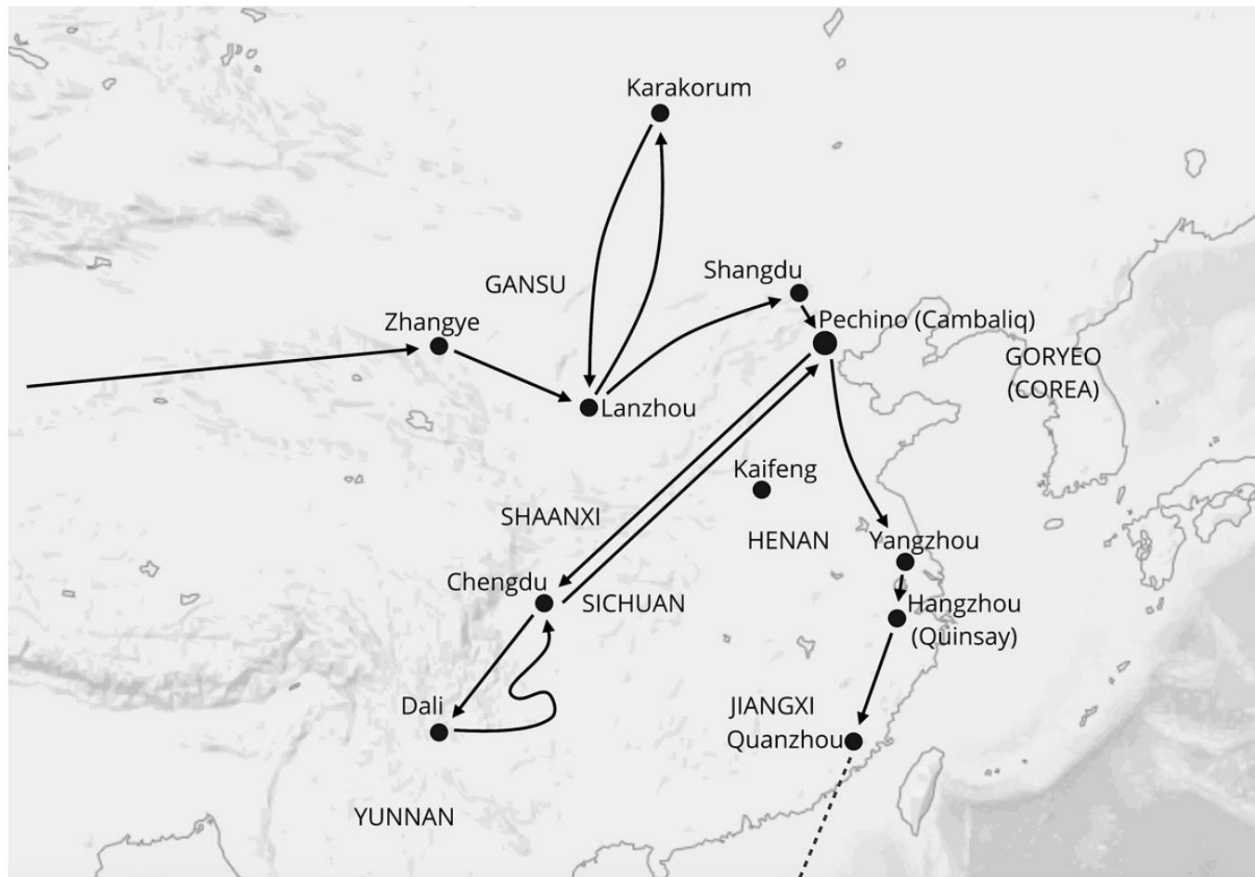 Karakorum
Shangdu
GANSU
Zhangye
Pechino (Cambaliq)
GORYEO
(COREA)
Lanzhou
Kaifeng
SHAANXI
HENAN
Yangzhou
Chengdu
SICHUAN
Hangzhou
(Quinsay)
Dali
JIANGXI
Quanzhou
YUNNAN